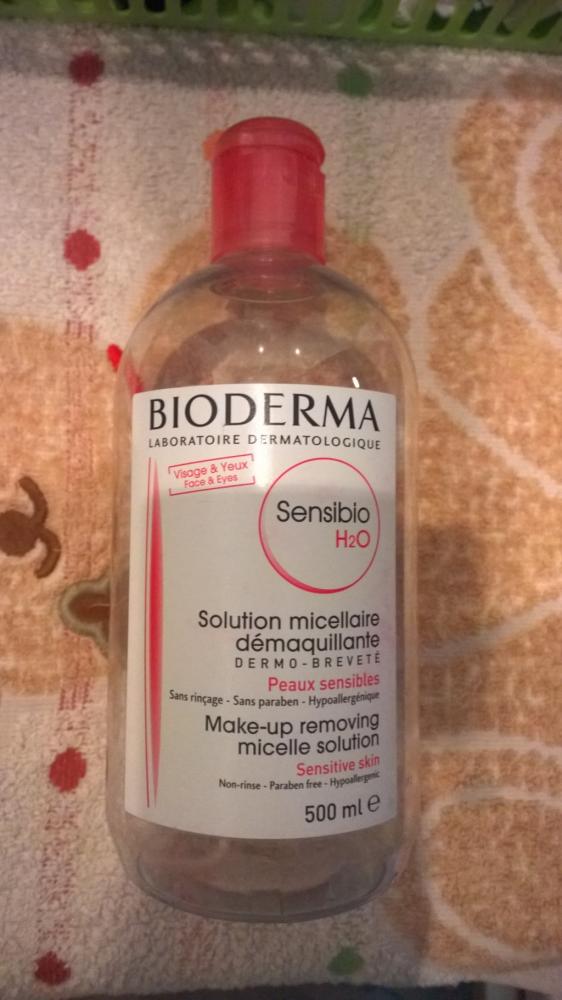 BIODERMA
LABORATOIRE DERMATOLOGIQUE
Visage & Yeux
Face & Eyes
Sensibio
H2O
Solution micellaire
démaquillante
DERMO-BREVETÉ
Peaux sensibles
Sans rinçage - Sans paraben - Hypoallergénique
Make-up removing
micelle solution
Sensitive skin
Non-rinse - Paraben free - Hypoallergenic
500 ml ℮